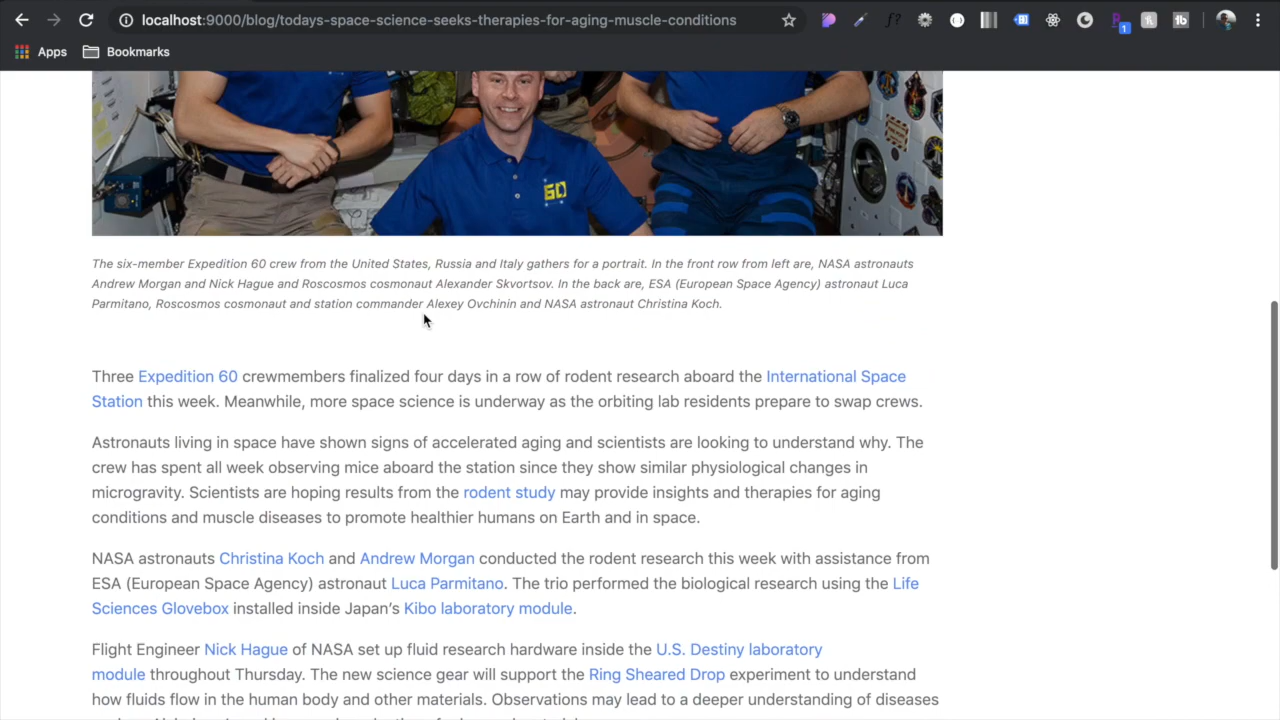 localhost:9000/blog/todays-space-science-seeks-therapies-for-aging-muscle-conditions
1
Apps Bookmarks
60
The six-member Expedition 60 crew from the United States, Russia and Italy gathers for a portrait. In the front row from left are, NASA astronauts
Andrew Morgan and Nick Hague and Roscosmos cosmonaut Alexander Skvortsov. In the back are, ESA (European Space Agency) astronaut Luca
Parmitano, Roscosmos cosmonaut and station commander Alexey Ovchinin and NASA astronaut Christina Koch.
Three Expedition 60 crewmembers finalized four days in a row of rodent research aboard the International Space
Station this week. Meanwhile, more space science is underway as the orbiting lab residents prepare to swap crews.
Astronauts living in space have shown signs of accelerated aging and scientists are looking to understand why. The
crew has spent all week observing mice aboard the station since they show similar physiological changes in
microgravity. Scientists are hoping results from the rodent study may provide insights and therapies for aging
conditions and muscle diseases to promote healthier humans on Earth and in space.
NASA astronauts Christina Koch and Andrew Morgan conducted the rodent research this week with assistance from
ESA (European Space Agency) astronaut Luca Parmitano. The trio performed the biological research using the Life
Sciences Glovebox installed inside Japan’s Kibo laboratory module.
Flight Engineer Nick Hague of NASA set up fluid research hardware inside the U.S. Destiny laboratory
module throughout Thursday. The new science gear will support the Ring Sheared Drop experiment to understand
how fluids flow in the human body and other materials. Observations may lead to a deeper understanding of diseases